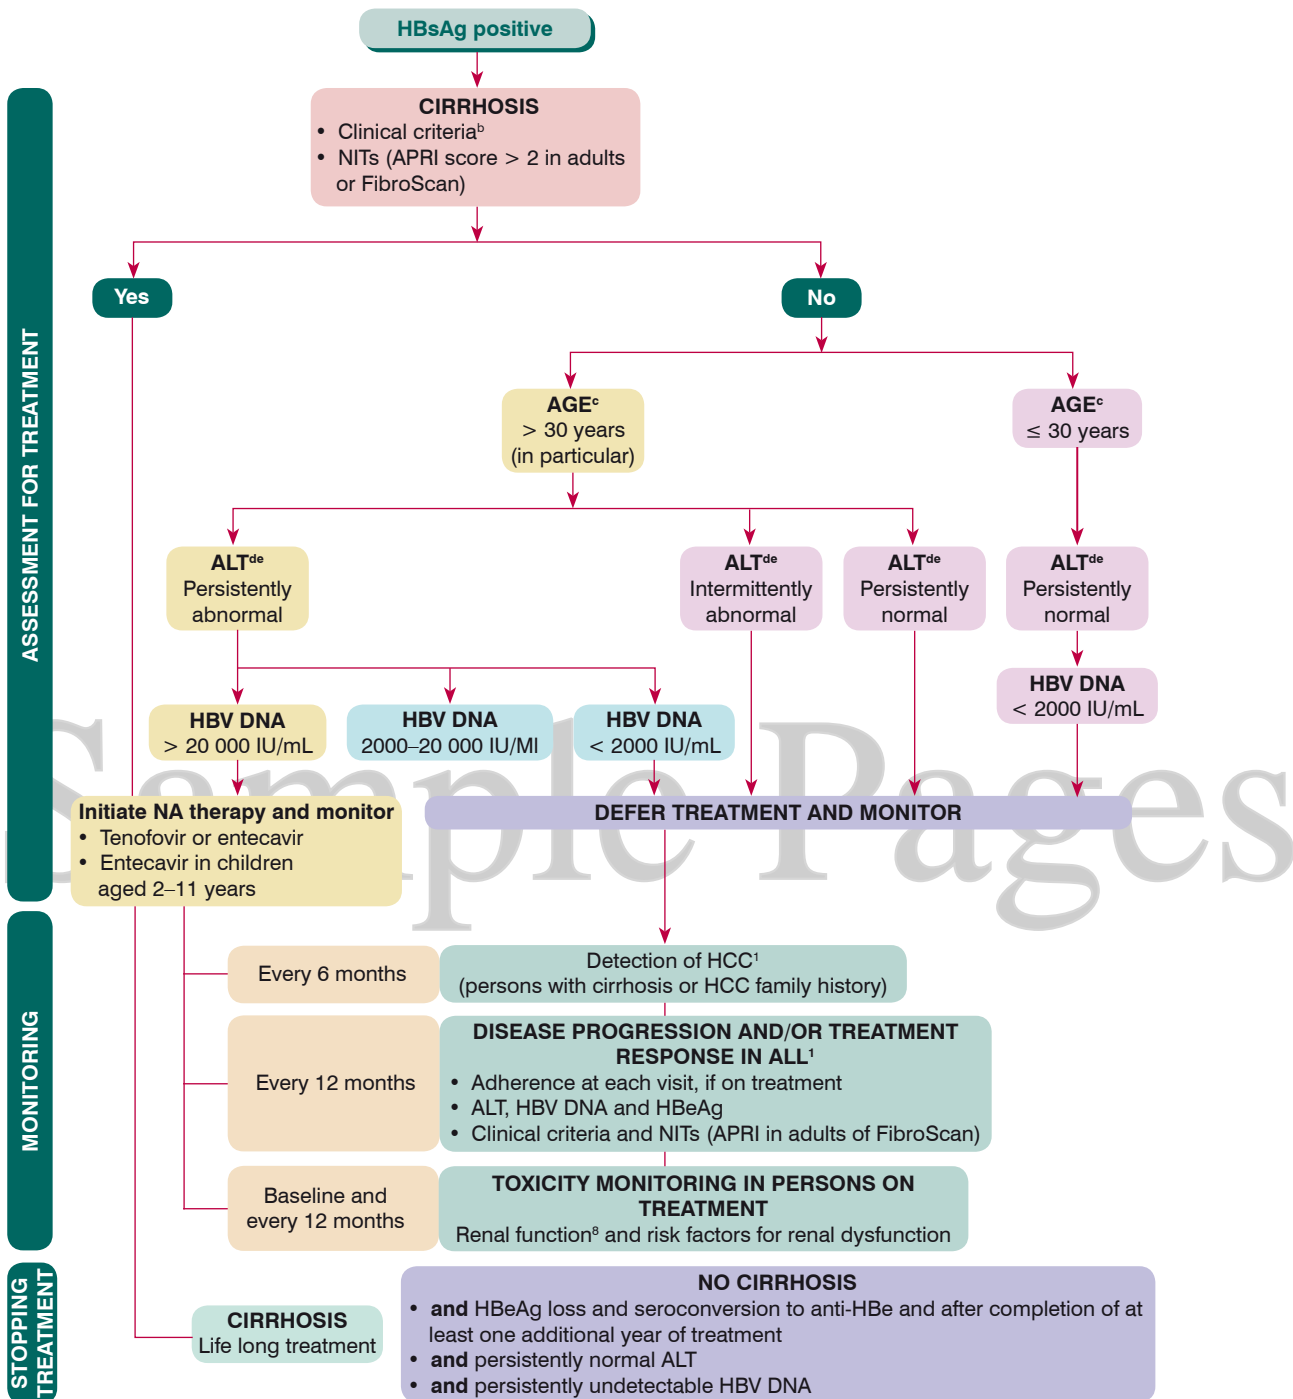 HBsAg positive
ASSESSMENT FOR TREATMENT
CIRRHOSIS
• Clinical criteriaᵇ
• NITs (APRI score > 2 in adults
or FibroScan)
Yes
No
AGEᶜ
> 30 years
(in particular)
AGEᶜ
≤ 30 years
ALTᵈᵉ
Persistently
abnormal
ALTᵈᵉ
Intermittently
abnormal
ALTᵈᵉ
Persistently
normal
ALTᵈᵉ
Persistently
normal
HBV DNA
> 20 000 IU/mL
HBV DNA
2000–20 000 IU/Ml
HBV DNA
< 2000 IU/mL
HBV DNA
< 2000 IU/mL
Sample Pages
Initiate NA therapy and monitor
• Tenofovir or entecavir
• Entecavir in children
aged 2–11 years
DEFER TREATMENT AND MONITOR
MONITORING
Every 6 months
Detection of HCC¹
(persons with cirrhosis or HCC family history)
Every 12 months
DISEASE PROGRESSION AND/OR TREATMENT
RESPONSE IN ALL¹
• Adherence at each visit, if on treatment
• ALT, HBV DNA and HBeAg
• Clinical criteria and NITs (APRI in adults of FibroScan)
Baseline and
every 12 months
TOXICITY MONITORING IN PERSONS ON
TREATMENT
Renal function⁸ and risk factors for renal dysfunction
STOPPING
TREATMENT
CIRRHOSIS
Life long treatment
NO CIRRHOSIS
• and HBeAg loss and seroconversion to anti-HBe and after completion of at
least one additional year of treatment
• and persistently normal ALT
• and persistently undetectable HBV DNA